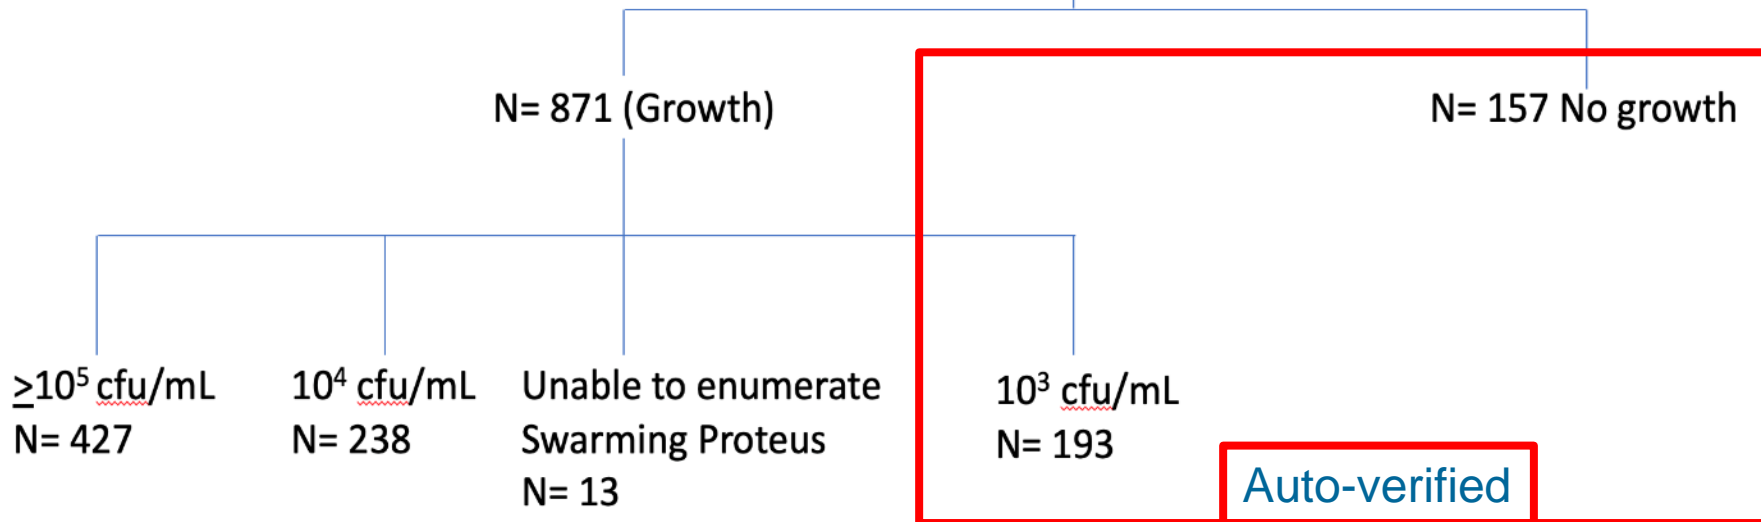 N= 871 (Growth)
N= 157 No growth
≥10⁵ cfu/mL
N= 427
10⁴ cfu/mL
N= 238
Unable to enumerate
Swarming Proteus
N= 13
10³ cfu/mL
N= 193
Auto-verified